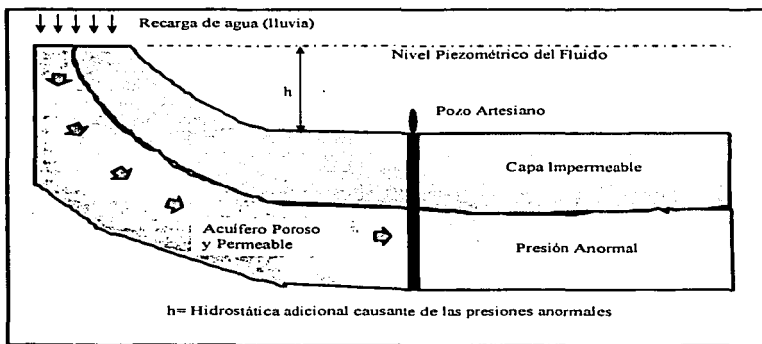 Recarga de agua (lluvia)
Nivel Piezométrico del Fluido
h
Pozo Artesiano
Capa Impermeable
Acuífero Poroso
y Permeable
Presión Anormal
h= Hidrostática adicional causante de las presiones anormales